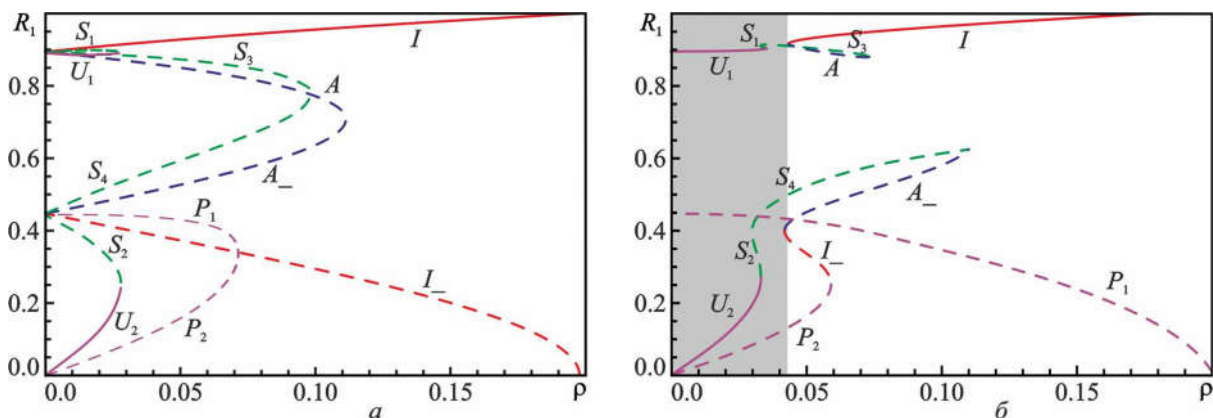 R₁
S₁
I
S₃
U₁
A
0.8
0.6
S₄
A_
P₁
0.4
S₂
I_
0.2
U₂
P₂
0.0
0.0 0.05 0.10 0.15 ρ
а
R₁
S₁
I
S₃
U₁
A
0.8
0.6
S₄
A_
0.4
S₂
I_
P₁
0.2
U₂
P₂
0.0
0.0 0.05 0.10 0.15 ρ
б